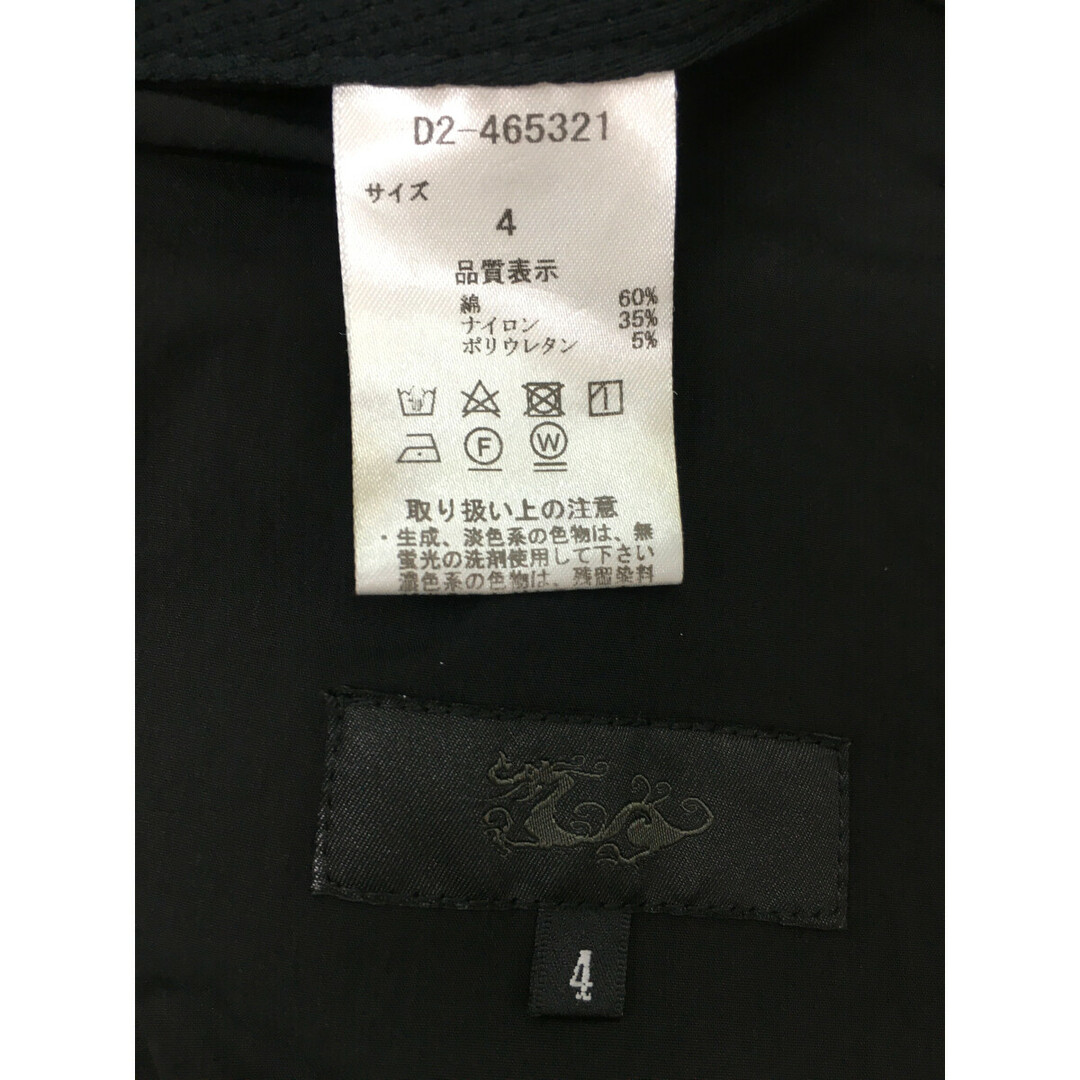 D2-465321
サイズ
4
品質表示
綿 60%
ナイロン 35%
ポリウレタン 5%
F W
取り扱い上の注意
・生成、淡色系の色物は、無
蛍光の洗剤使用して下さい
濃色系の色物は、残留染料
4